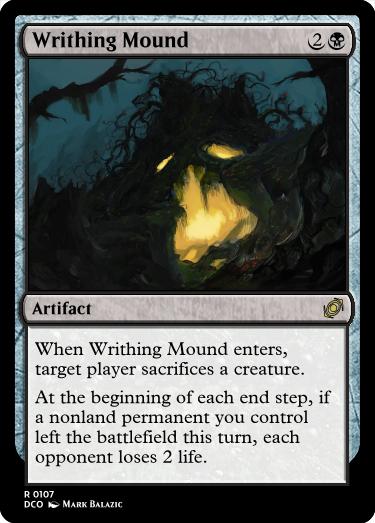 Writhing Mound 2
Artifact
When Writhing Mound enters,
target player sacrifices a creature.
At the beginning of each end step, if
a nonland permanent you control
left the battlefield this turn, each
opponent loses 2 life.
R 0107
DCO Mark Balazic